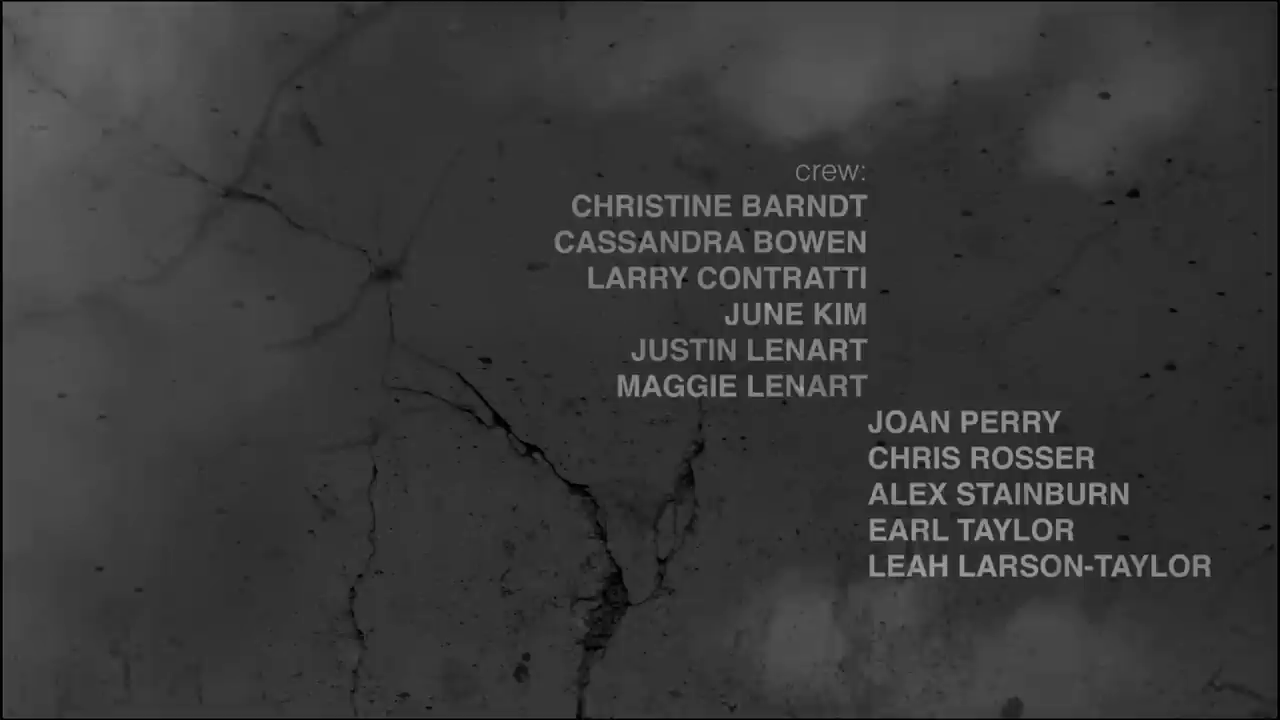 crew:
CHRISTINE BARNDT
CASSANDRA BOWEN
LARRY CONTRATTI
JUNE KIM
JUSTIN LENART
MAGGIE LENART
JOAN PERRY
CHRIS ROSSER
ALEX STAINBURN
EARL TAYLOR
LEAH LARSON-TAYLOR